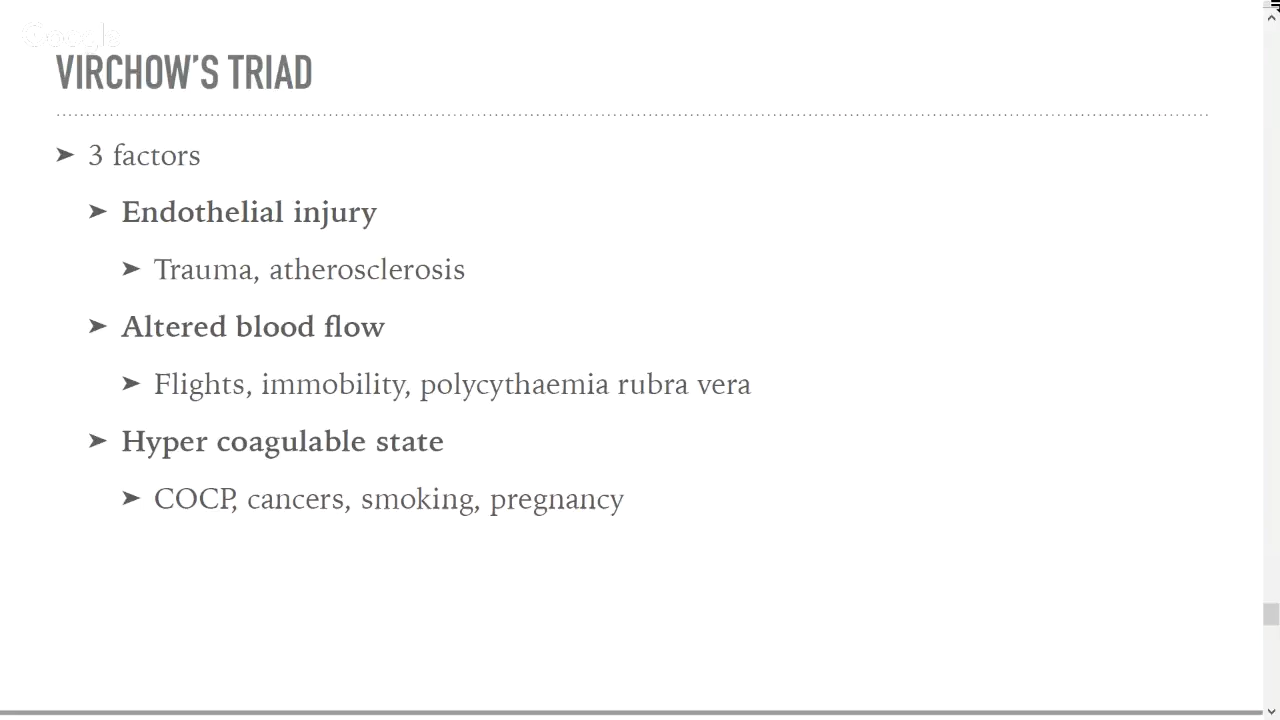 Google
VIRCHOW'S TRIAD
➤ 3 factors
➤ Endothelial injury
➤ Trauma, atherosclerosis
➤ Altered blood flow
➤ Flights, immobility, polycythaemia rubra vera
➤ Hyper coagulable state
➤ COCP, cancers, smoking, pregnancy